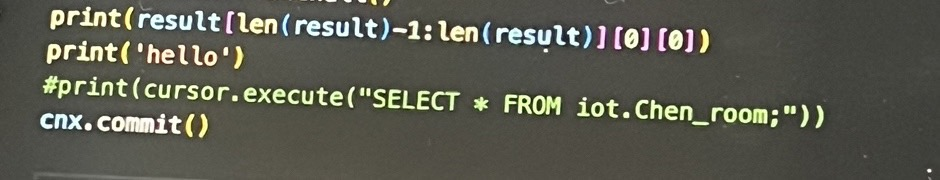 print(result[len(result)-1:len(result)][0][0])
print('hello')
#print(cursor.execute("SELECT * FROM iot.Chen_room;"))
cnx.commit()